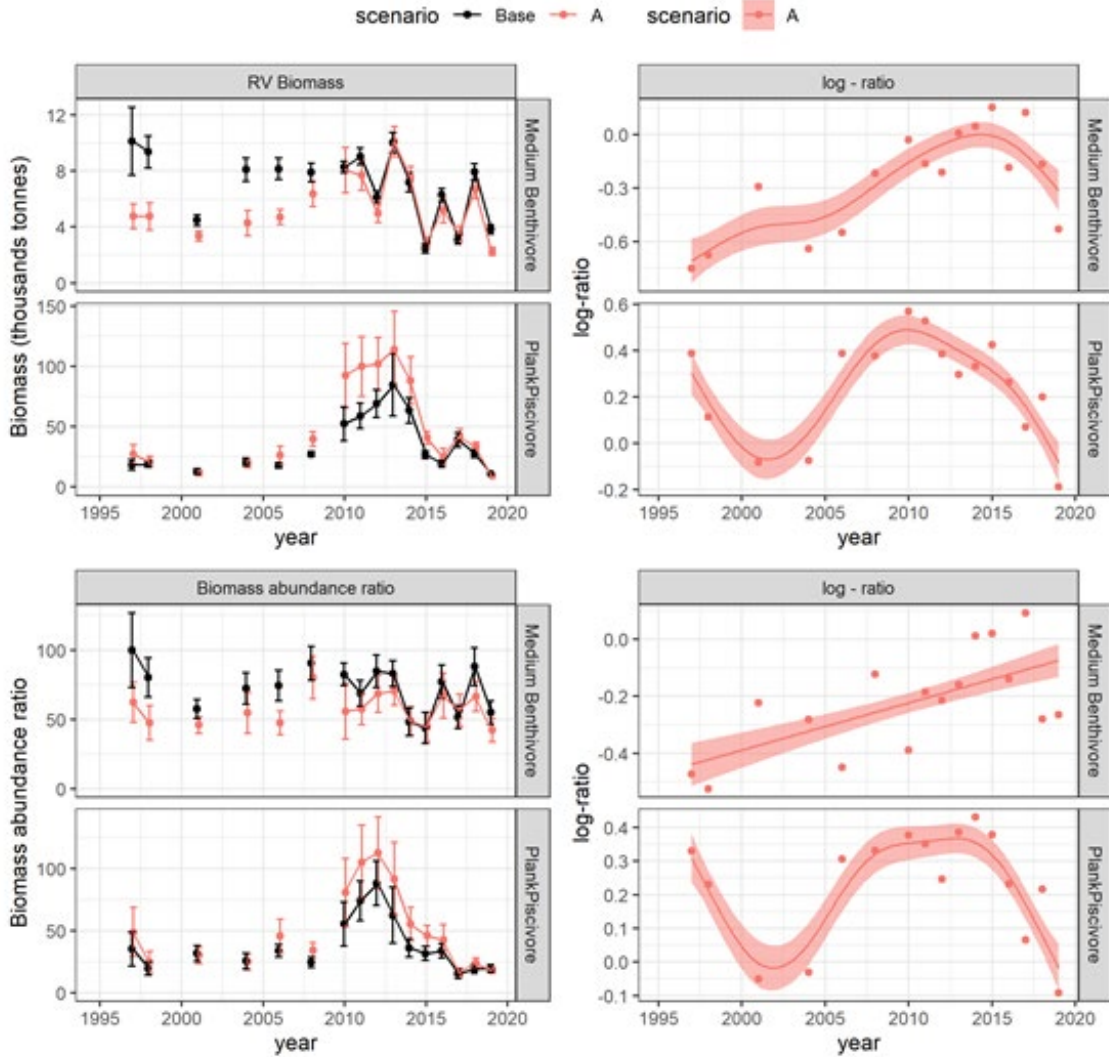 scenario Base A scenario A
RV Biomass
log - ratio
12
8
4
0
Medium Benthivore
0.0
-0.3
-0.6
Medium Benthivore
Biomass (thousands tonnes)
log-ratio
150
100
50
0
PlankPiscivore
0.6
0.4
0.2
0.0
-0.2
PlankPiscivore
1995 2000 2005 2010 2015 2020
1995 2000 2005 2010 2015 2020
year
year
Biomass abundance ratio
log - ratio
100
50
0
Medium Benthivore
0.0
-0.2
-0.4
Medium Benthivore
Biomass abundance ratio
log-ratio
100
50
0
PlankPiscivore
0.4
0.3
0.2
0.1
0.0
-0.1
PlankPiscivore
1995 2000 2005 2010 2015 2020
1995 2000 2005 2010 2015 2020
year
year